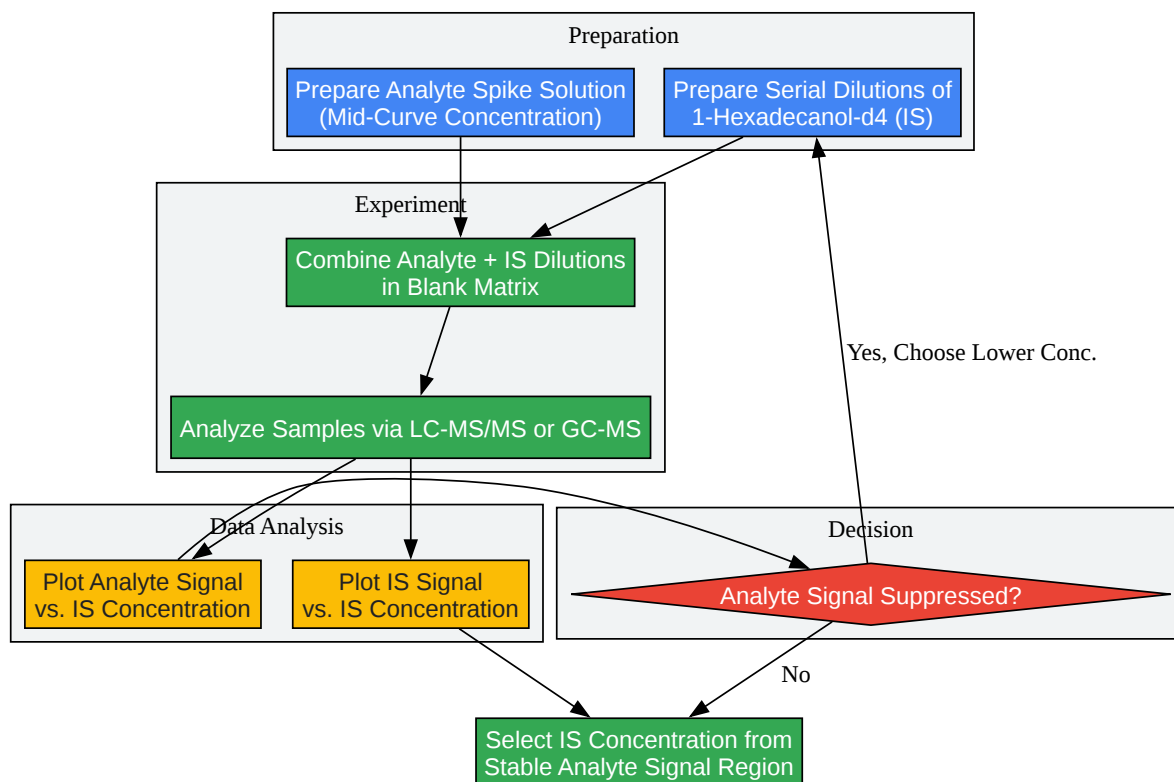 Preparation
Prepare Analyte Spike Solution
(Mid-Curve Concentration)
Prepare Serial Dilutions of
1-Hexadecanol-d4 (IS)
Experiment
Combine Analyte + IS Dilutions
in Blank Matrix
Yes, Choose Lower Conc.
Analyze Samples via LC-MS/MS or GC-MS
Data Analysis
Plot Analyte Signal
vs. IS Concentration
Plot IS Signal
vs. IS Concentration
Decision
Analyte Signal Suppressed?
No
Select IS Concentration from
Stable Analyte Signal Region